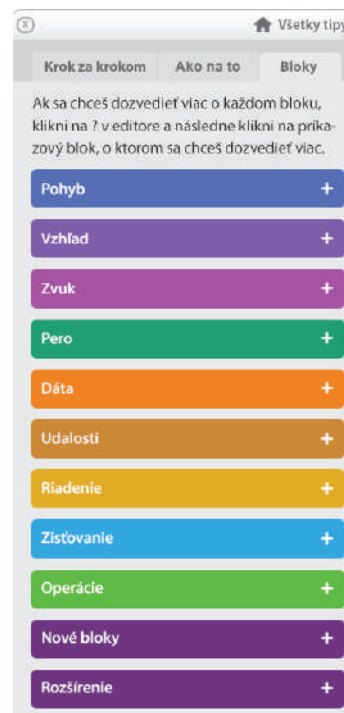 Všetky tipy
Krok za krokom Ako na to Bloky
Ak sa chceš dozvedieť viac o každom bloku,
klikni na ? v editore a následne klikni na príka-
zový blok, o ktorom sa chceš dozvedieť viac.
Pohyb +
Vzhľad +
Zvuk +
Pero +
Dáta +
Udalosti +
Riadenie +
Zisťovanie +
Operácie +
Nové bloky +
Rozšírenie +